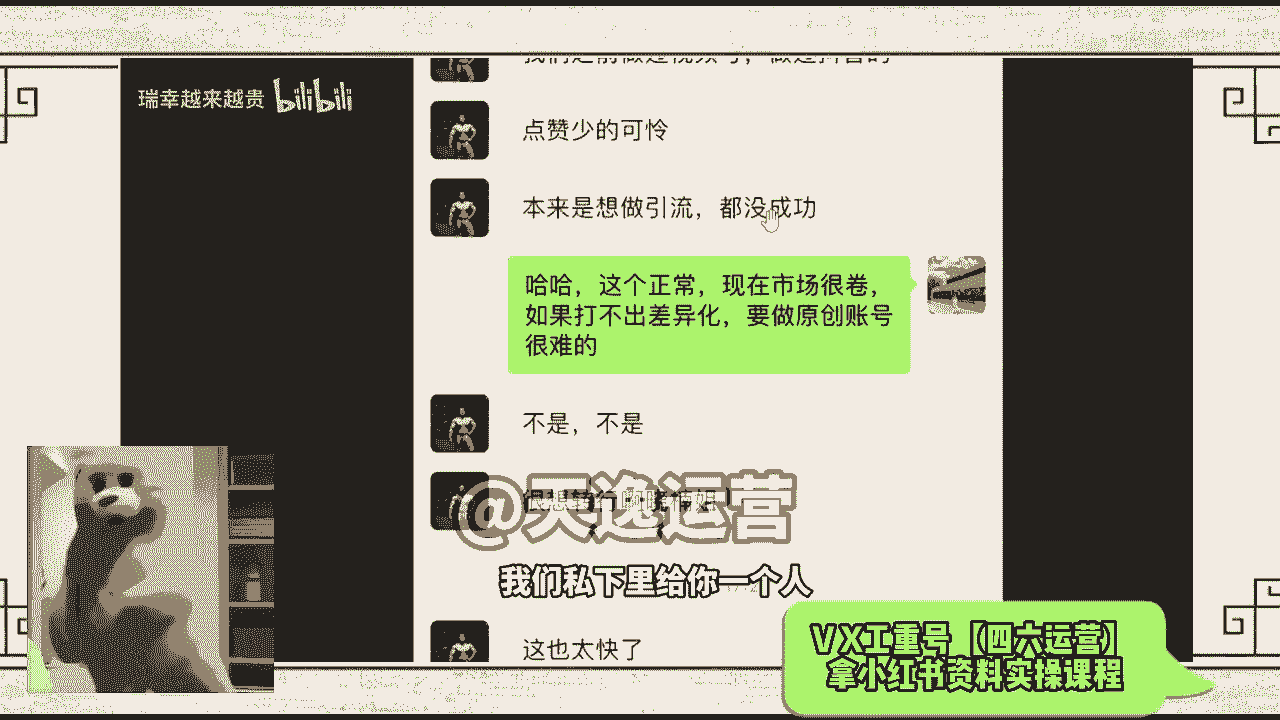 瑞幸越来越贵 bilibili
点赞少的可怜
本来是想做引流，都没成功
哈哈，这个正常，现在市场很卷，
如果打不出差异化，要做原创账号
很难的
不是，不是
很想转行
@天逸运营
我们私下里给你一个人
这也太快了
VX工重号【四六运营】
拿小红书资料实操课程